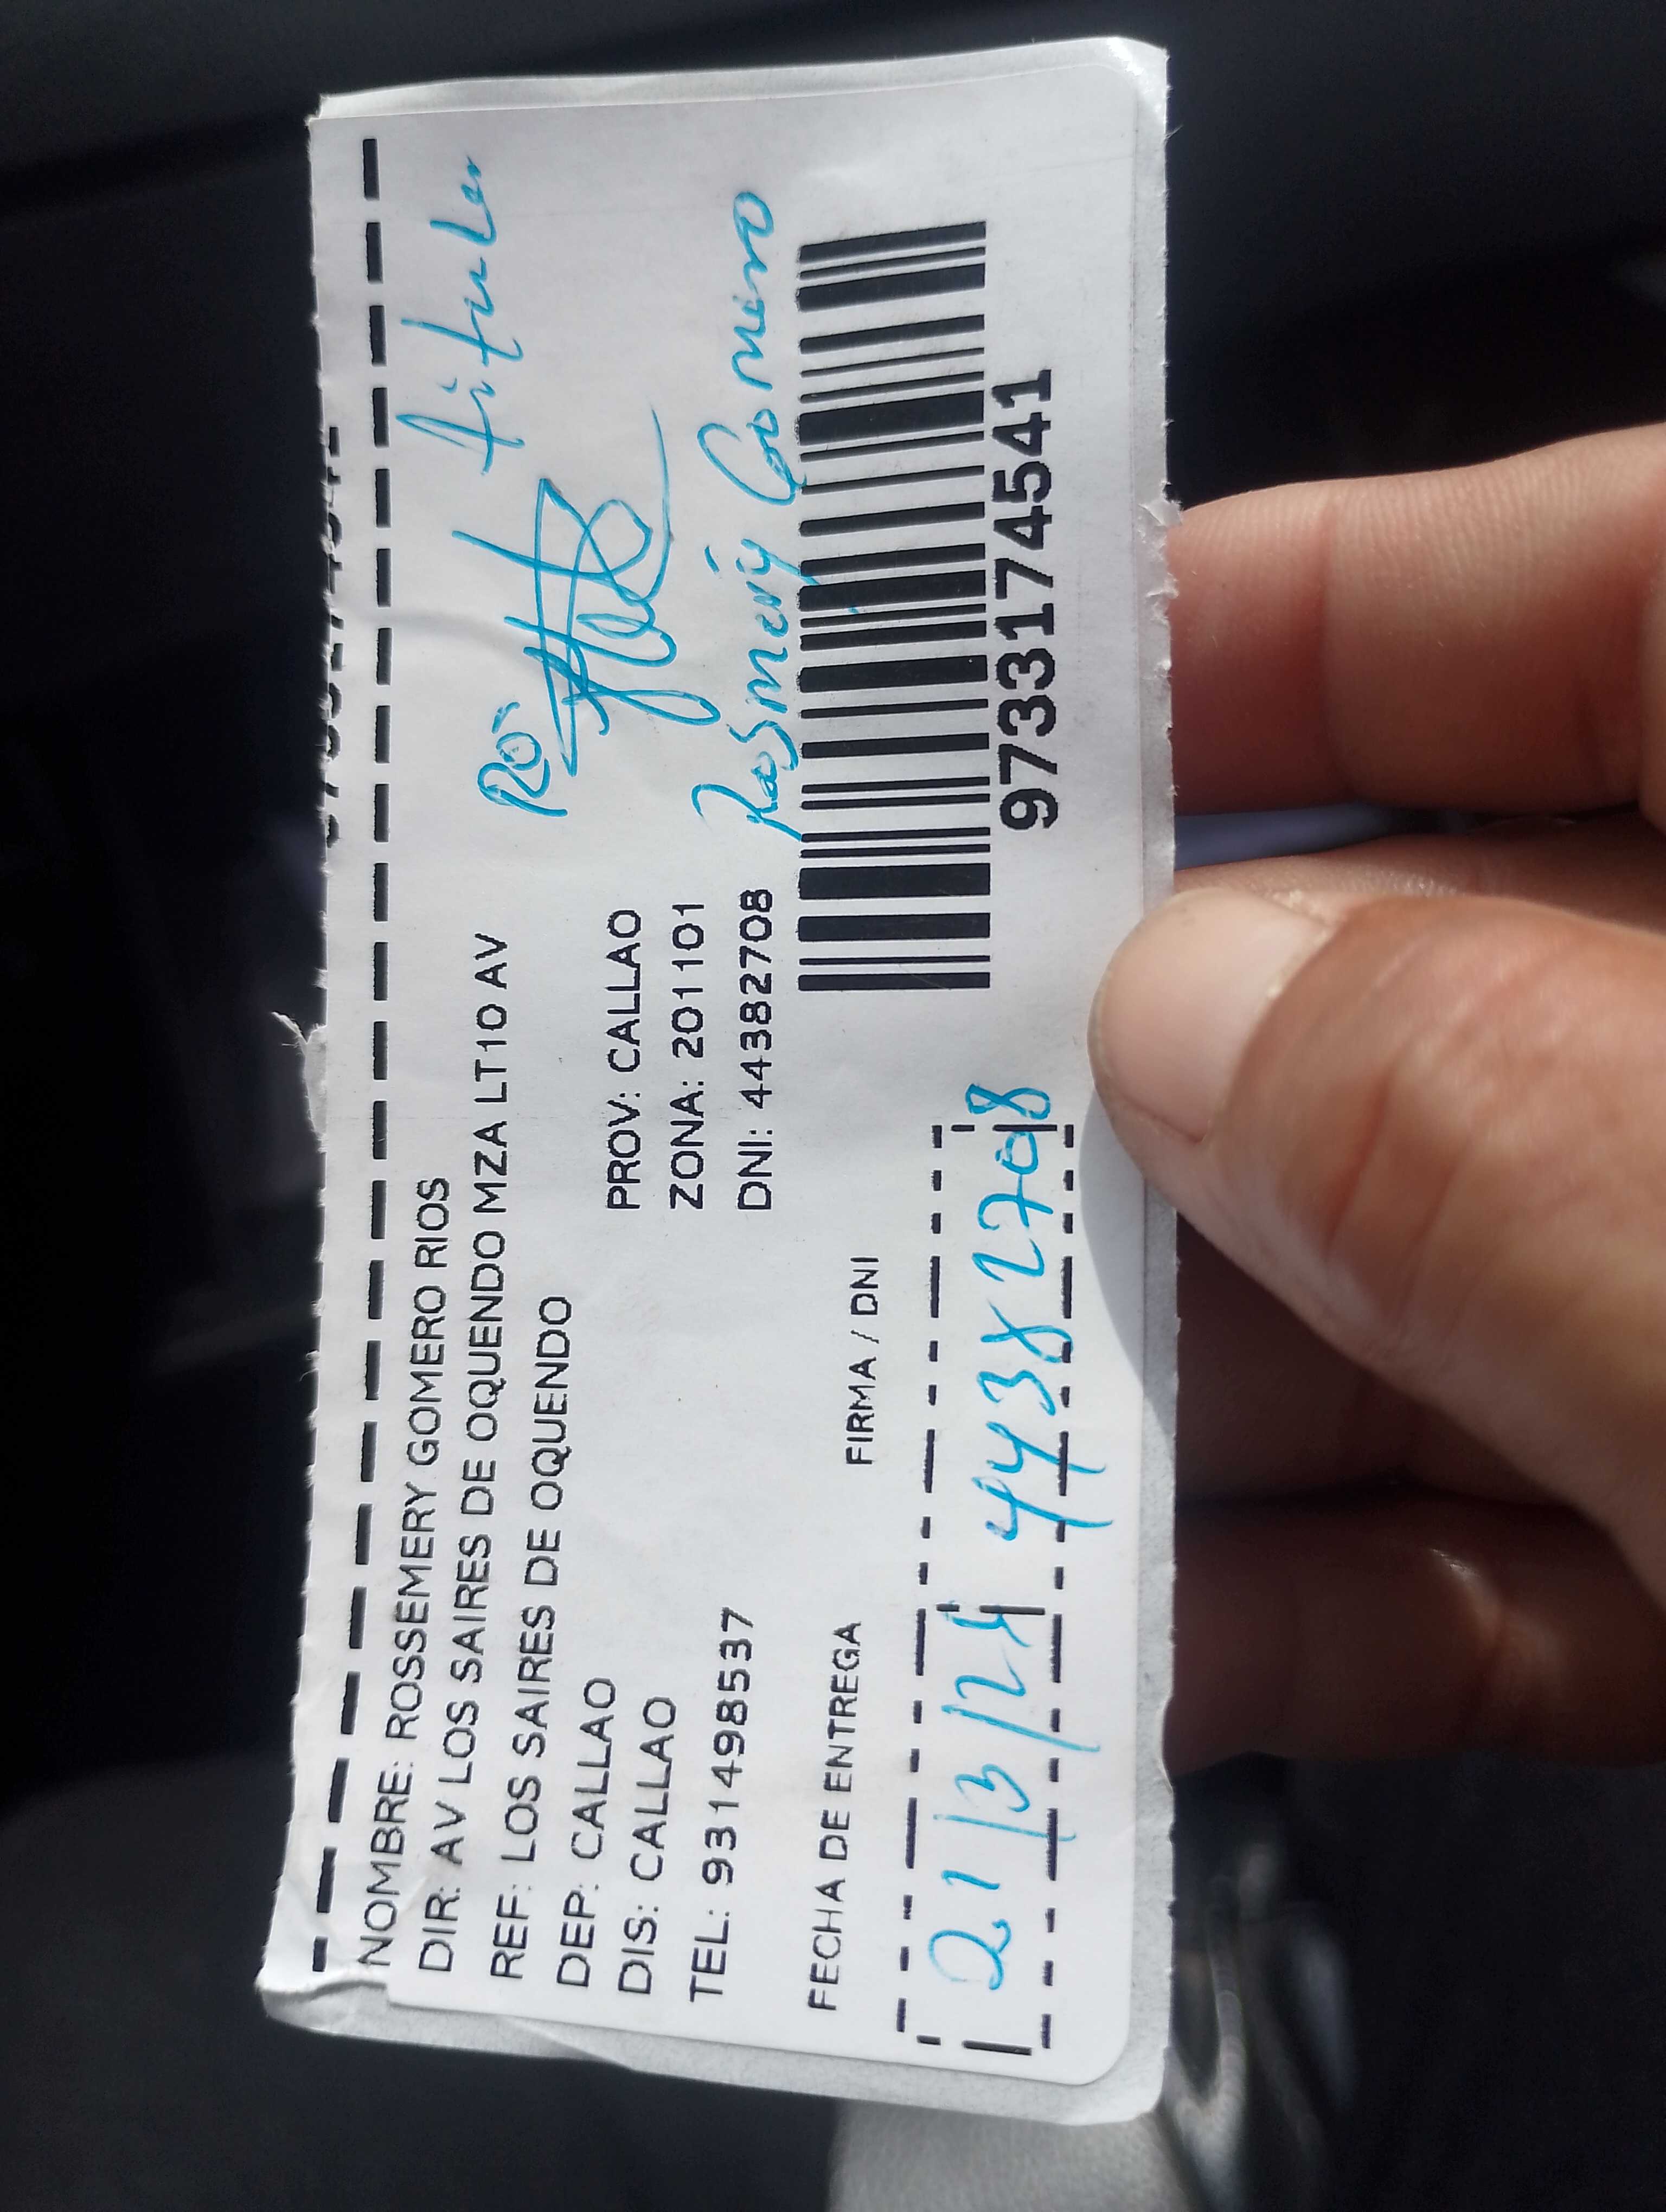 NOMBRE: ROSSEMERY GOMERO RIOS
DIR: AV LOS SAIRES DE OQUENDO MZA LT10 AV
REF: LOS SAIRES DE OQUENDO
DEP: CALLAO
PROV: CALLAO
DIS: CALLAO
ZONA: 201101
TEL: 931498537
DNI: 44382708
Rosmery Gomero
FECHA DE ENTREGA
FIRMA / DNI
973317454​1
21/3/24
44382708